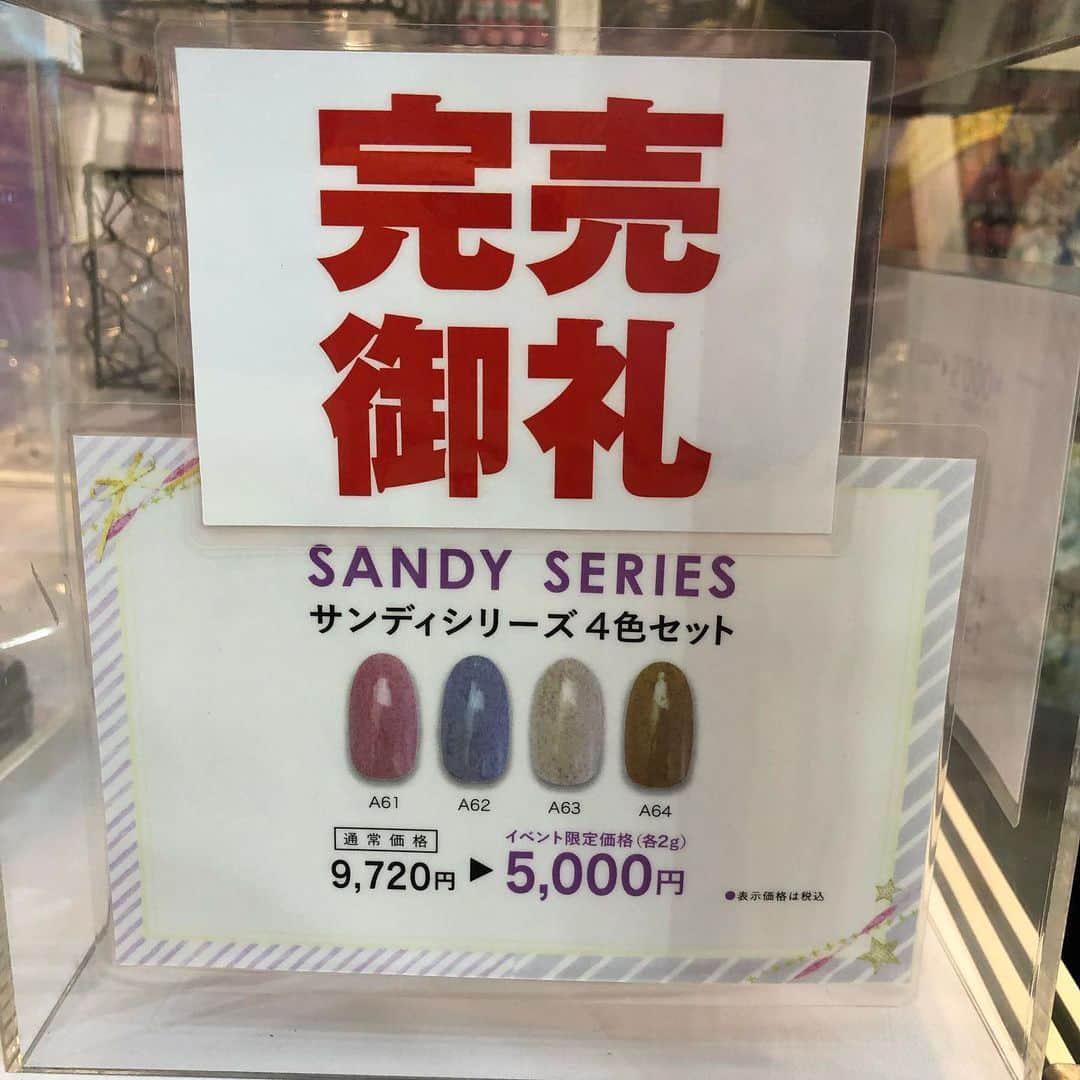 完売
御礼
SANDY SERIES
サンディシリーズ 4色セット
A61 A62 A63 A64
通常価格
9,720円 ▶ イベント限定価格(各2g)
5,000円
●表示価格は税込